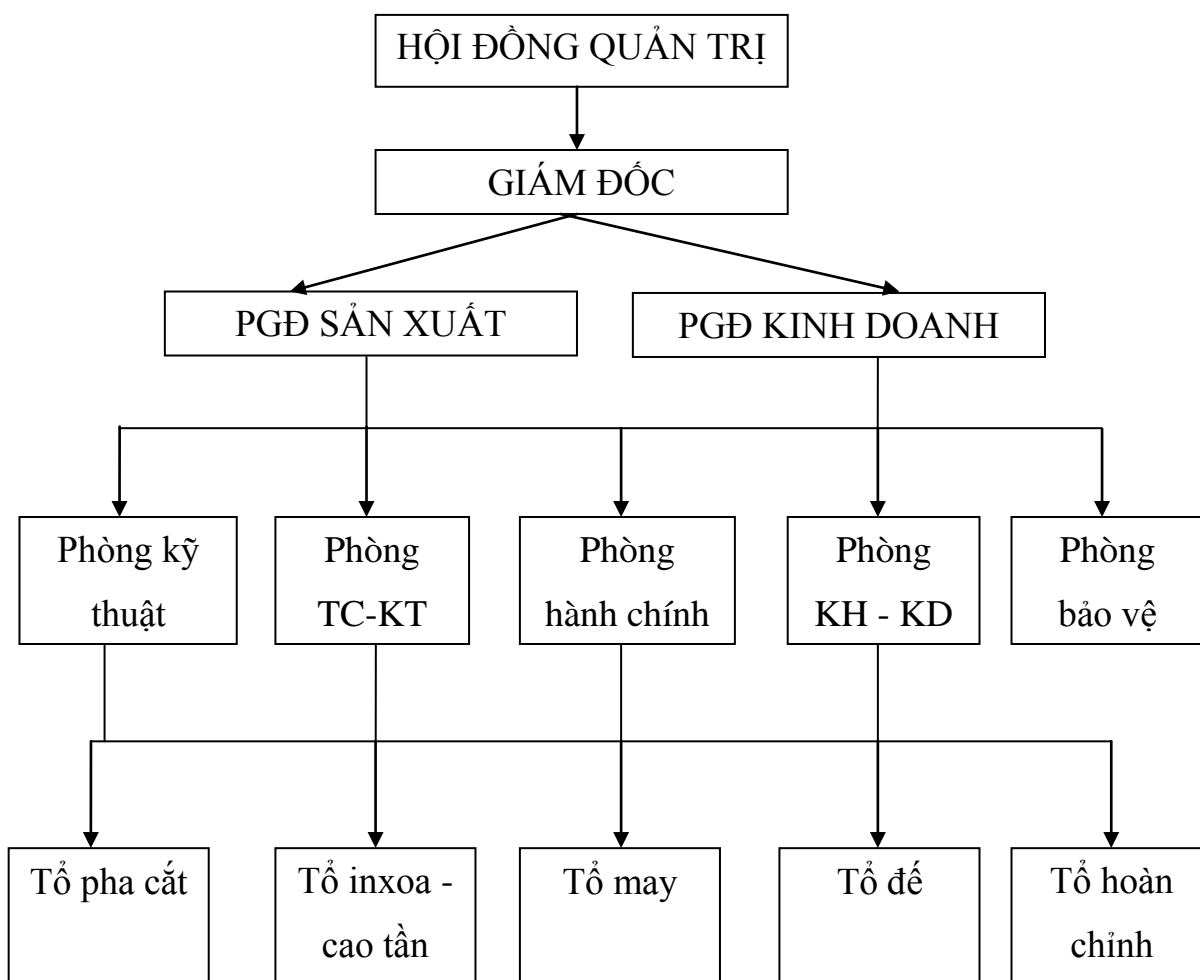 HỘI ĐỒNG QUẢN TRỊ
GIÁM ĐỐC
PGĐ SẢN XUẤT
PGĐ KINH DOANH
Phòng kỹ
thuật
Phòng
TC-KT
Phòng
hành chính
Phòng
KH - KD
Phòng
bảo vệ
Tổ pha cắt
Tổ inxoa -
cao tần
Tổ may
Tổ đế
Tổ hoàn
chỉnh